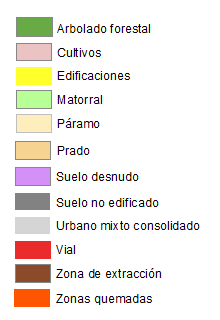 Arbolado forestal
Cultivos
Edificaciones
Matorral
Páramo
Prado
Suelo desnudo
Suelo no edificado
Urbano mixto consolidado
Vial
Zona de extracción
Zonas quemadas